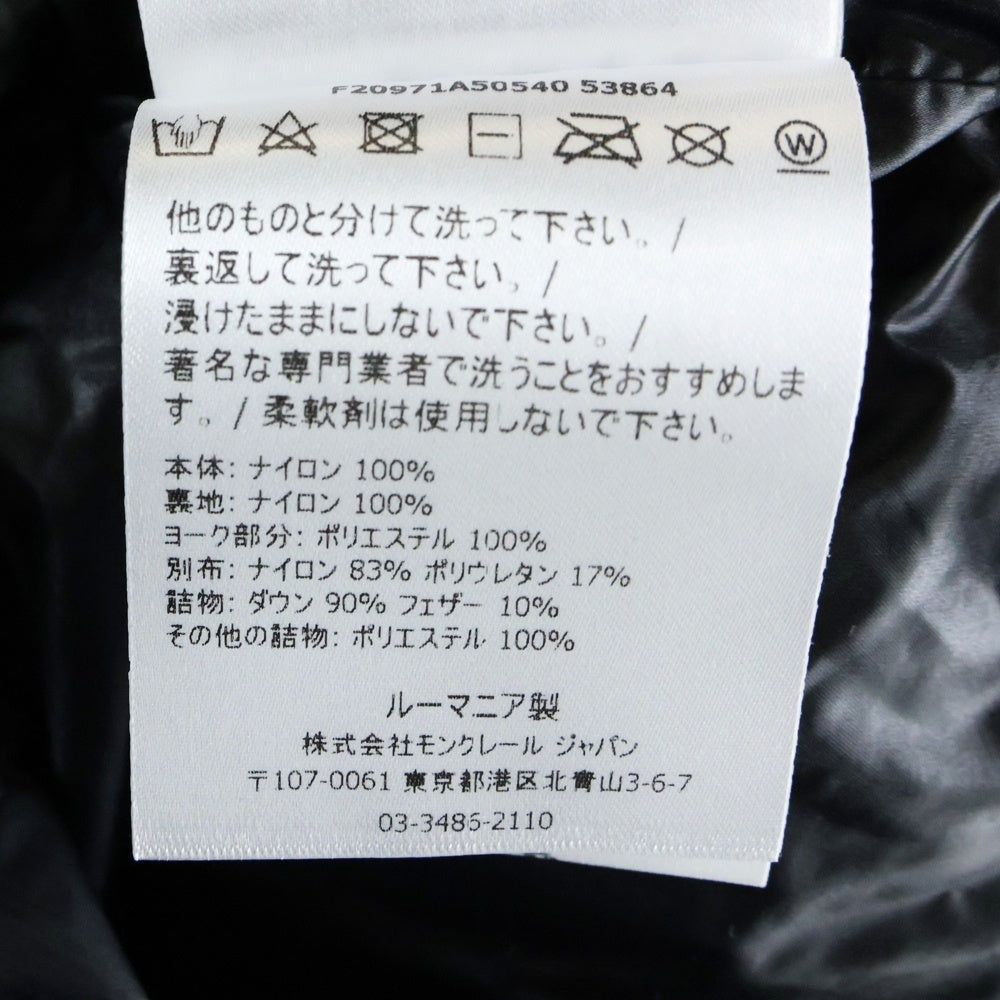 F20971A50540 53864
W
他のものと分けて洗って下さい。/
裏返して洗って下さい。/
浸けたままにしないで下さい。/
著名な専門業者で洗うことをおすすめしま
す。/ 柔軟剤は使用しないで下さい。
本体: ナイロン 100%
裏地: ナイロン 100%
ヨーク部分: ポリエステル 100%
別布: ナイロン 83% ポリウレタン 17%
詰物: ダウン 90% フェザー 10%
その他の詰物: ポリエステル 100%
ルーマニア製
株式会社モンクレール ジャパン
〒107-0061 東京都港区北青山3-6-7
03-3486-2110